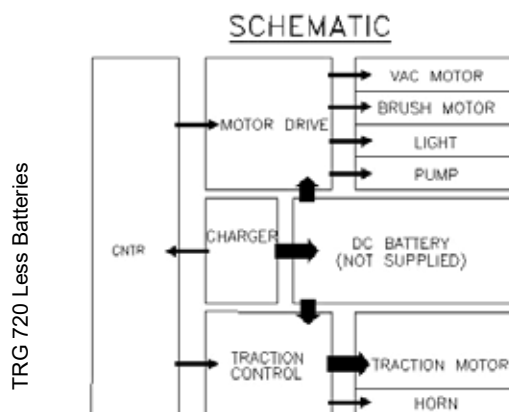 SCHEMATIC
TRG 720 Less Batteries
CNTR
MOTOR DRIVE
VAC MOTOR
BRUSH MOTOR
LIGHT
PUMP
CHARGER
DC BATTERY
(NOT SUPPLIED)
TRACTION
CONTROL
TRACTION MOTOR
HORN